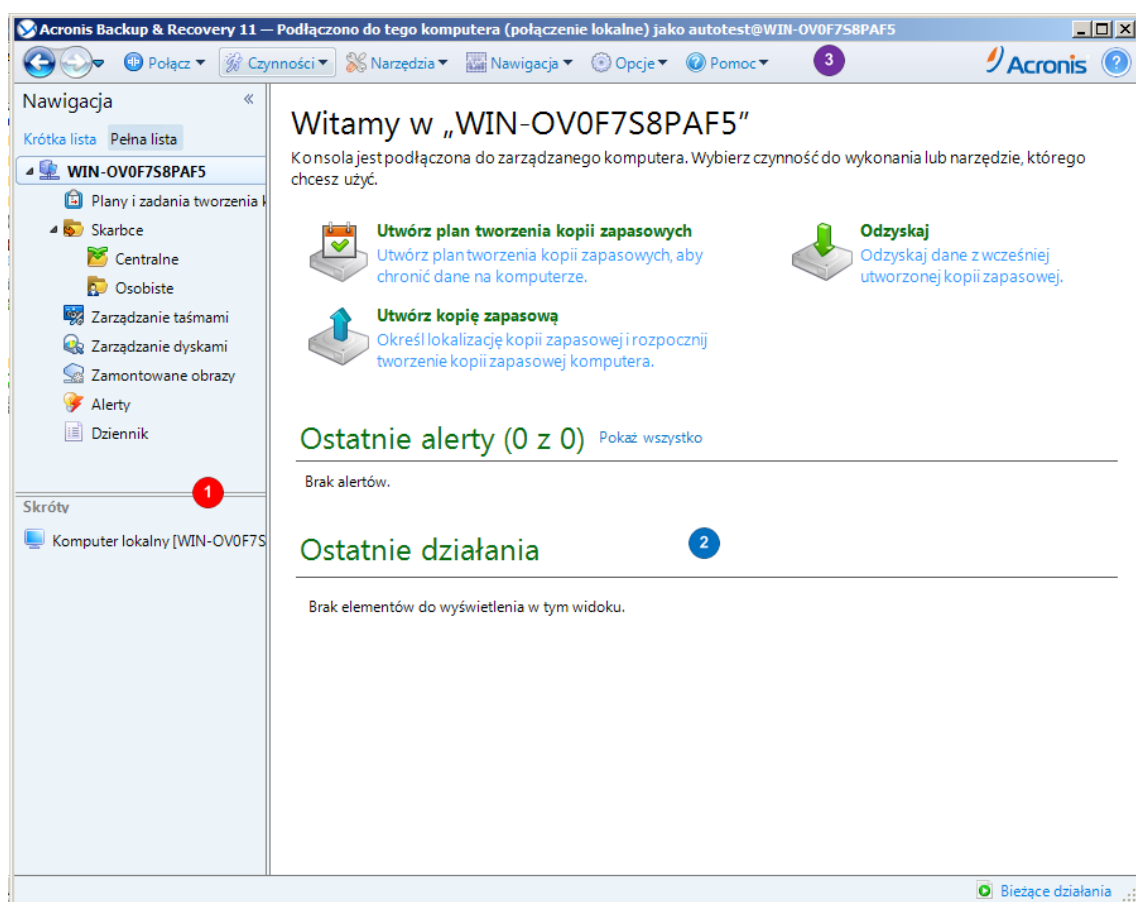 Acronis Backup & Recovery 11 — Podłączono do tego komputera (połączenie lokalne) jako autotest@WIN-OV0F7S8PAF5
Połącz Czynności Narzędzia Nawigacja Opcje Pomoc 3 Acronis ?
Nawigacja «
Krótka lista Pełna lista
WIN-OV0F7S8PAF5
Plany i zadania tworzenia k
Skarbce
Centralne
Osobiste
Zarządzanie taśmami
Zarządzanie dyskami
Zamontowane obrazy
Alerty
Dziennik
1
Skróty
Komputer lokalny [WIN-OV0F7S
Witamy w „WIN-OV0F7S8PAF5”
Konsola jest podłączona do zarządzanego komputera. Wybierz czynność do wykonania lub narzędzie, którego
chcesz użyć.
Utwórz plan tworzenia kopii zapasowych
Utwórz plan tworzenia kopii zapasowych, aby
chronić dane na komputerze.
Odzyskaj
Odzyskaj dane z wcześniej
utworzonej kopii zapasowej.
Utwórz kopię zapasową
Określ lokalizację kopii zapasowej i rozpocznij
tworzenie kopii zapasowej komputera.
Ostatnie alerty (0 z 0) Pokaż wszystko
Brak alertów.
Ostatnie działania 2
Brak elementów do wyświetlenia w tym widoku.
Bieżące działania